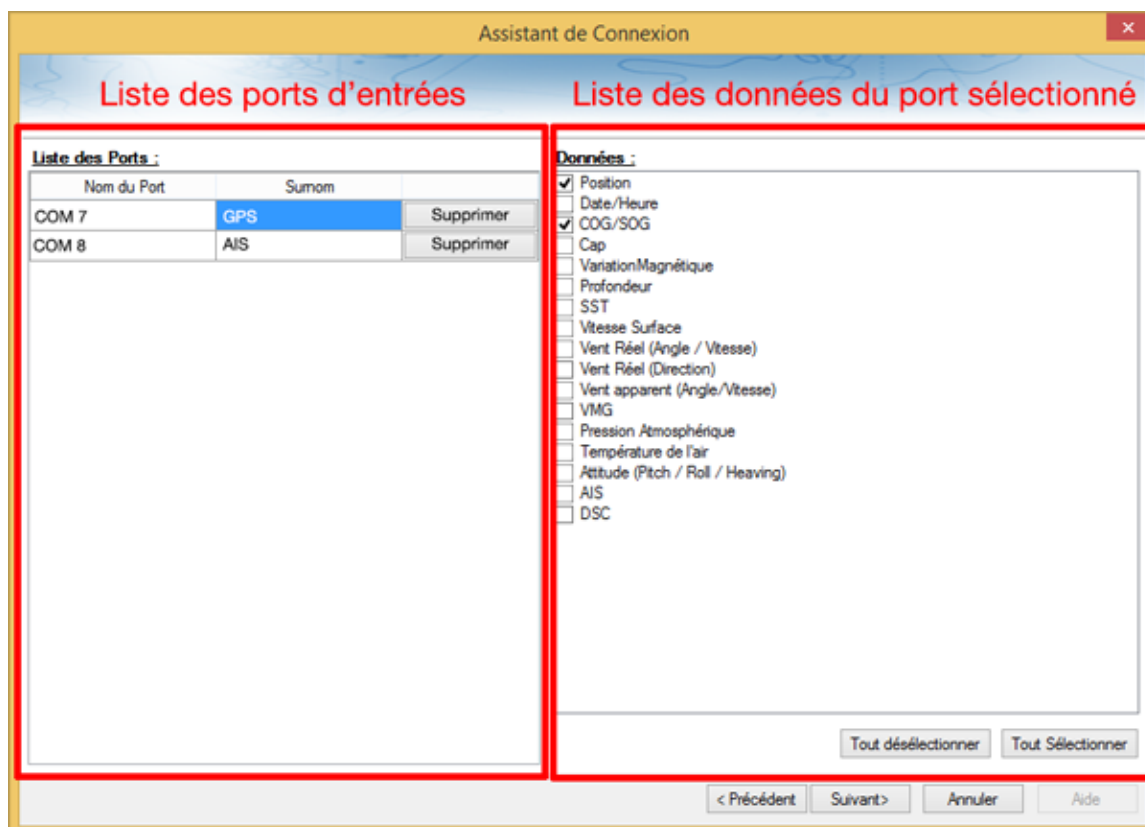 Assistant de Connexion
Liste des ports d'entrées
Liste des données du port sélectionné
Liste des Ports :
Nom du Port Surnom
COM 7 GPS Supprimer
COM 8 AIS Supprimer
Données :
Position
Date/Heure
COG/SOG
Cap
VariationMagnétique
Profondeur
SST
Vitesse Surface
Vent Réel (Angle / Vitesse)
Vent Réel (Direction)
Vent apparent (Angle/Vitesse)
VMG
Pression Atmosphérique
Température de l'air
Attitude (Pitch / Roll / Heaving)
AIS
DSC
Tout désélectionner Tout Sélectionner
< Précédent Suivant> Annuler Aide